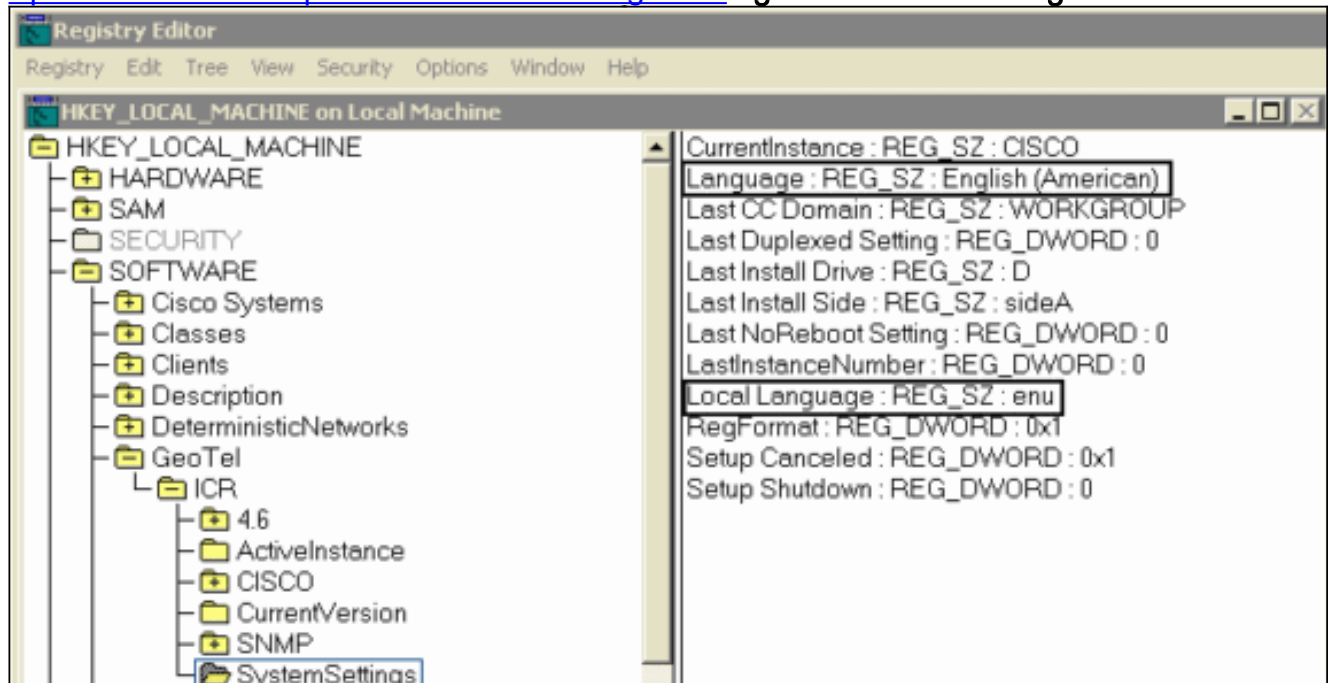 Registry Editor
Registry Edit Tree View Security Options Window Help
HKEY_LOCAL_MACHINE on Local Machine
HKEY_LOCAL_MACHINE
HARDWARE
SAM
SECURITY
SOFTWARE
Cisco Systems
Classes
Clients
Description
DeterministicNetworks
GeoTel
ICR
4.6
ActiveInstance
CISCO
CurrentVersion
SNMP
SystemSettings
CurrentInstance : REG_SZ : CISCO
Language : REG_SZ : English (American)
Last CC Domain : REG_SZ : WORKGROUP
Last Duplexed Setting : REG_DWORD : 0
Last Install Drive : REG_SZ : D
Last Install Side : REG_SZ : sideA
Last NoReboot Setting : REG_DWORD : 0
LastInstanceNumber : REG_DWORD : 0
Local Language : REG_SZ : enu
RegFormat : REG_DWORD : 0x1
Setup Canceled : REG_DWORD : 0x1
Setup Shutdown : REG_DWORD : 0